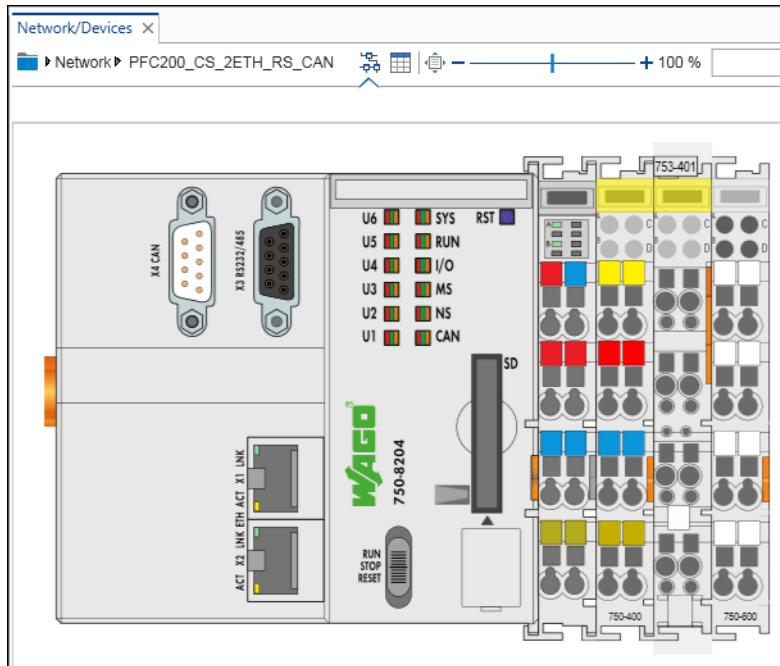 Network/Devices
Network PFC200_CS_2ETH_RS_CAN 100 %
753-401
X4 CAN
X3 RS232/485
U6 SYS RST
U5 RUN
U4 I/O
U3 MS
U2 NS
U1 CAN
SD
WAGO
®
750-8204
ACT X1 LNK
ETH
ACT X2 LNK
RUN
STOP
RESET
A
B
A C
B D
A C
B D
A C
B D
750-400
750-600